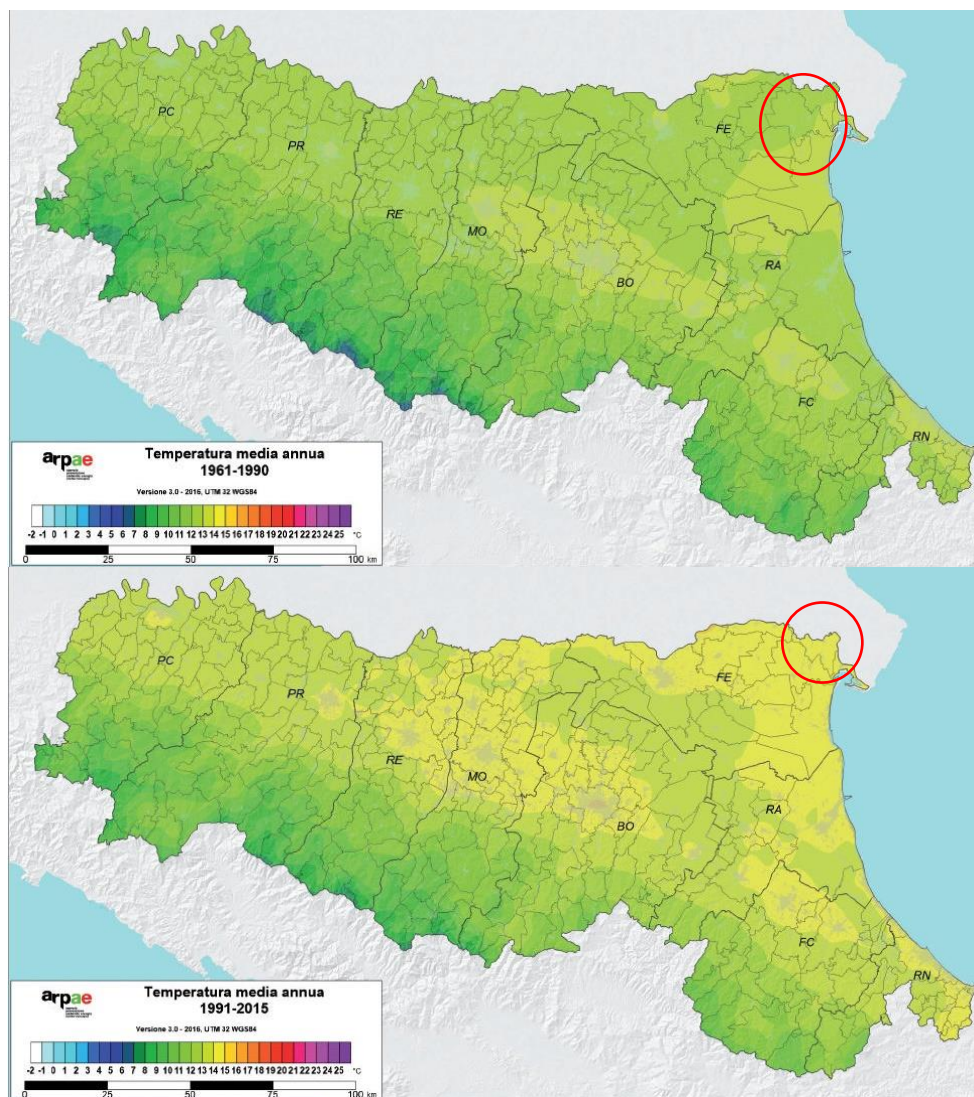 PC
PR
RE
MO
BO
FE
RA
FC
RN
arpae
Temperatura media annua
1961-1990
Versione 3.0 - 2016, UTM 32 WGS84
-2 -1 0 1 2 3 4 5 6 7 8 9 10 11 12 13 14 15 16 17 18 19 20 21 22 23 24 25 °C
0 25 50 75 100 km
PC
PR
RE
MO
BO
FE
RA
FC
RN
arpae
Temperatura media annua
1991-2015
Versione 3.0 - 2016, UTM 32 WGS84
-2 -1 0 1 2 3 4 5 6 7 8 9 10 11 12 13 14 15 16 17 18 19 20 21 22 23 24 25 °C
0 25 50 75 100 km